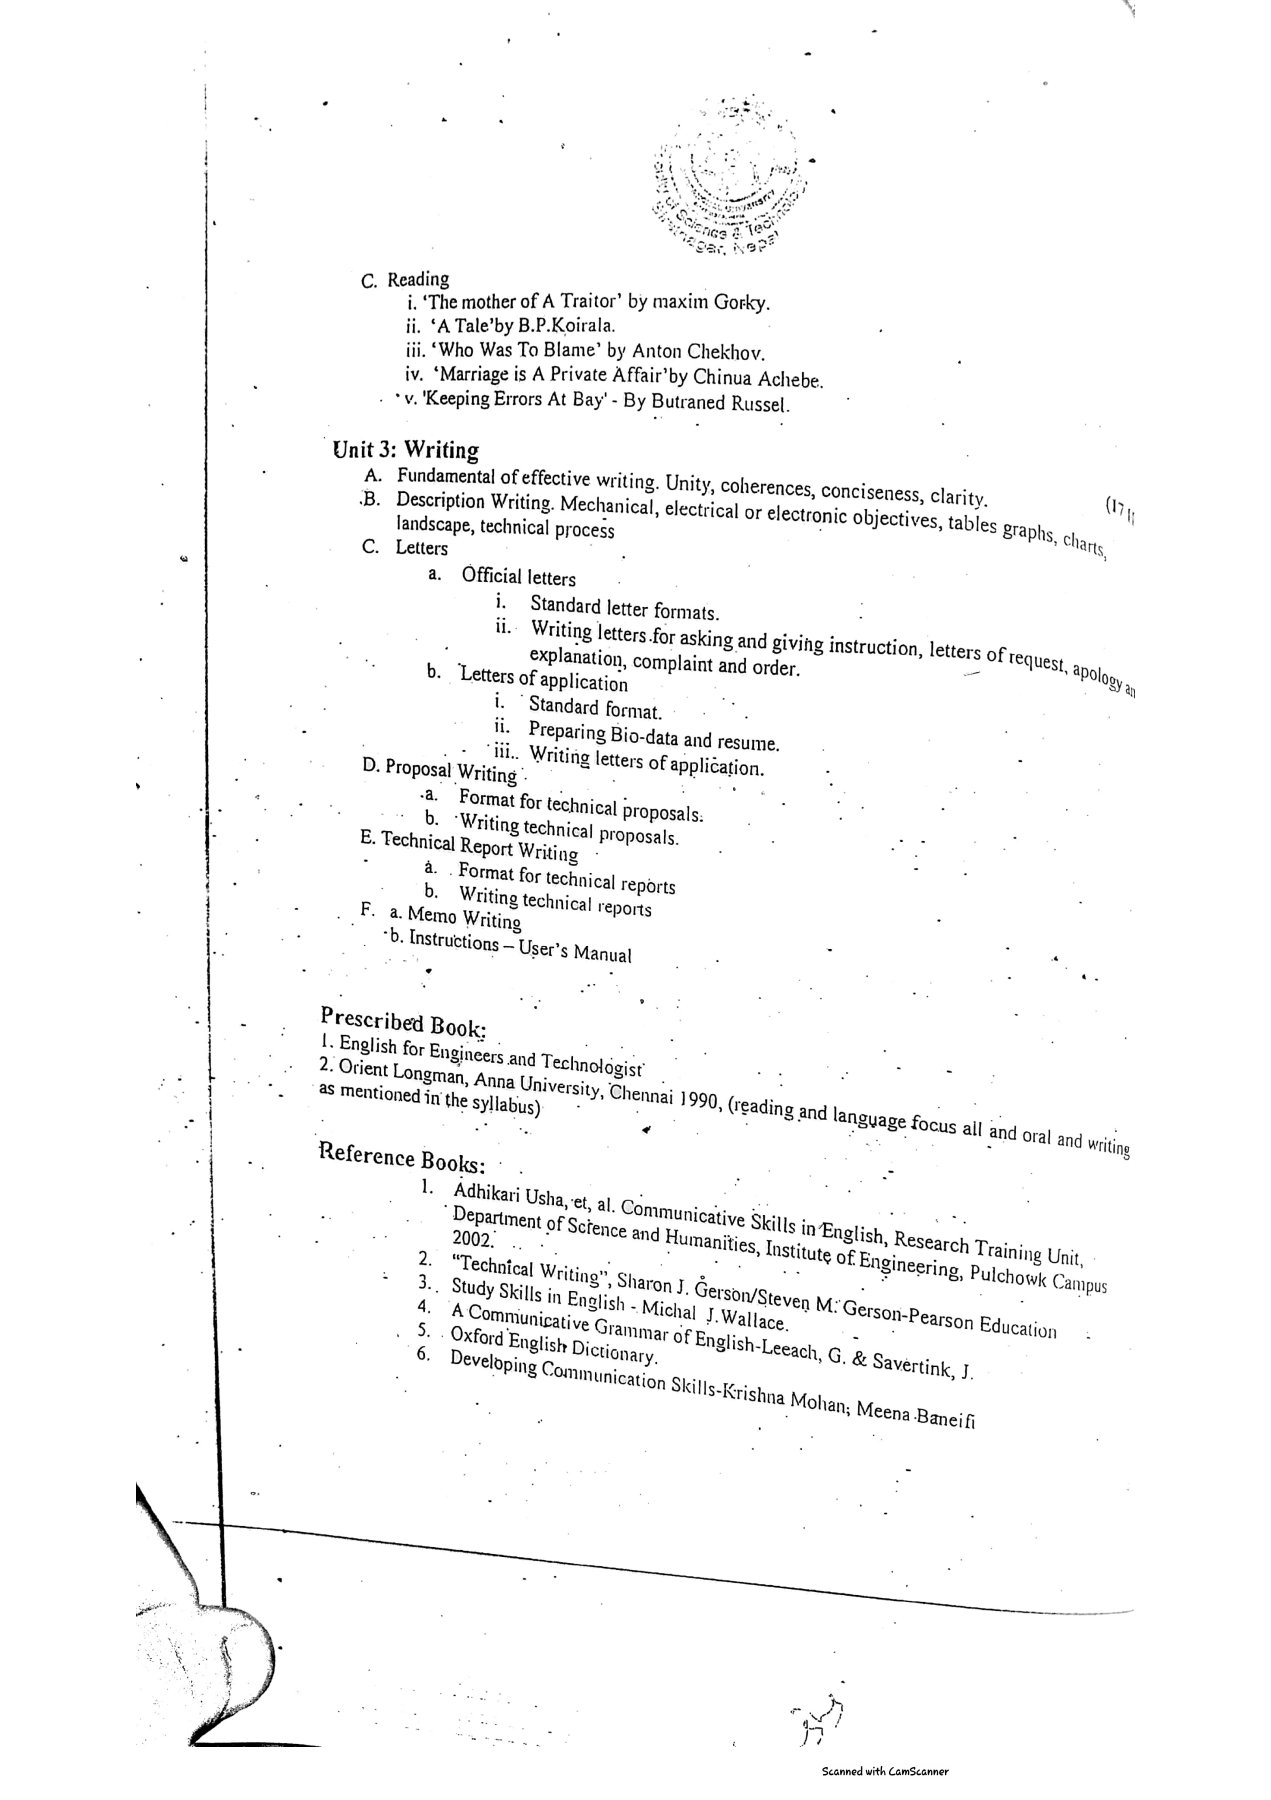 of Science & Technology
Biratnagar, Nepal
C. Reading
i. ‘The mother of A Traitor’ by maxim Gorky.
ii. ‘A Tale’by B.P.Koirala.
iii. ‘Who Was To Blame’ by Anton Chekhov.
iv. ‘Marriage is A Private Affair’by Chinua Achebe.
v. 'Keeping Errors At Bay' - By Butraned Russel.
Unit 3: Writing
A. Fundamental of effective writing. Unity, coherences, conciseness, clarity.
(17
B. Description Writing. Mechanical, electrical or electronic objectives, tables graphs, charts,
landscape, technical process
C. Letters
a. Official letters
i. Standard letter formats.
ii. Writing letters for asking and giving instruction, letters of request, apology an
explanation, complaint and order.
b. Letters of application
i. Standard format.
ii. Preparing Bio-data and resume.
iii. Writing letters of application.
D. Proposal Writing
a. Format for technical proposals.
b. Writing technical proposals.
E. Technical Report Writing
a. Format for technical reports
b. Writing technical reports
F. a. Memo Writing
b. Instructions – User’s Manual
Prescribed Book:
1. English for Engineers and Technologist
2. Orient Longman, Anna University, Chennai 1990, (reading and language focus all and oral and writing
as mentioned in the syllabus)
Reference Books:
1. Adhikari Usha, et, al. Communicative Skills in English, Research Training Unit,
Department of Science and Humanities, Institute of Engineering, Pulchowk Campus
2002.
2. “Technical Writing”, Sharon J. Gerson/Steven M. Gerson-Pearson Education
3. Study Skills in English - Michal J.Wallace.
4. A Communicative Grammar of English-Leeach, G. & Savertink, J.
5. Oxford English Dictionary.
6. Developing Communication Skills-Krishna Mohan; Meena Baneifi
Scanned with CamScanner